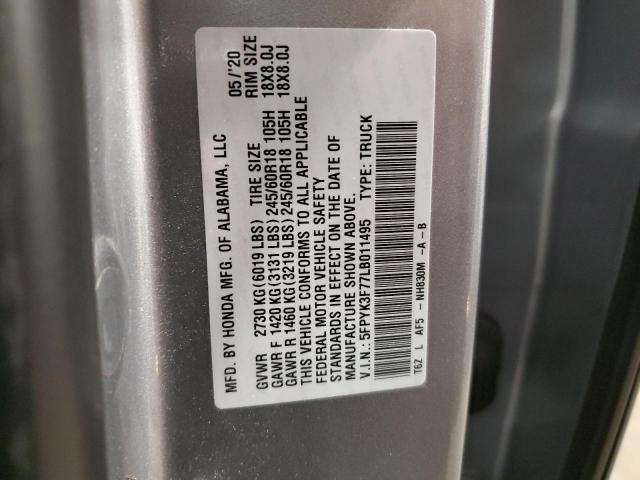 MFD. BY HONDA MFG. OF ALABAMA, LLC 05/'20
GVWR 2730 KG(6019 LBS) TIRE SIZE RIM SIZE
GAWR F 1420 KG(3131 LBS)245/60R18 105H 18X8.0J
GAWR R 1460 KG(3219 LBS)245/60R18 105H 18X8.0J
THIS VEHICLE CONFORMS TO ALL APPLICABLE
FEDERAL MOTOR VEHICLE SAFETY
STANDARDS IN EFFECT ON THE DATE OF
MANUFACTURE SHOWN ABOVE.
V.I.N.: 5FPYK3F77LB011495 TYPE: TRUCK
T6Z L AF5 - NH830M -A - B